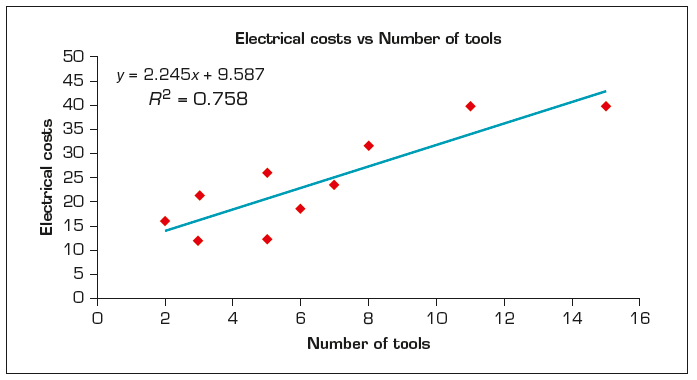 Electrical costs vs Number of tools
y = 2.245x + 9.587
R² = 0.758
Electrical costs
50
45
40
35
30
25
20
15
10
5
0
0 2 4 6 8 10 12 14 16
Number of tools